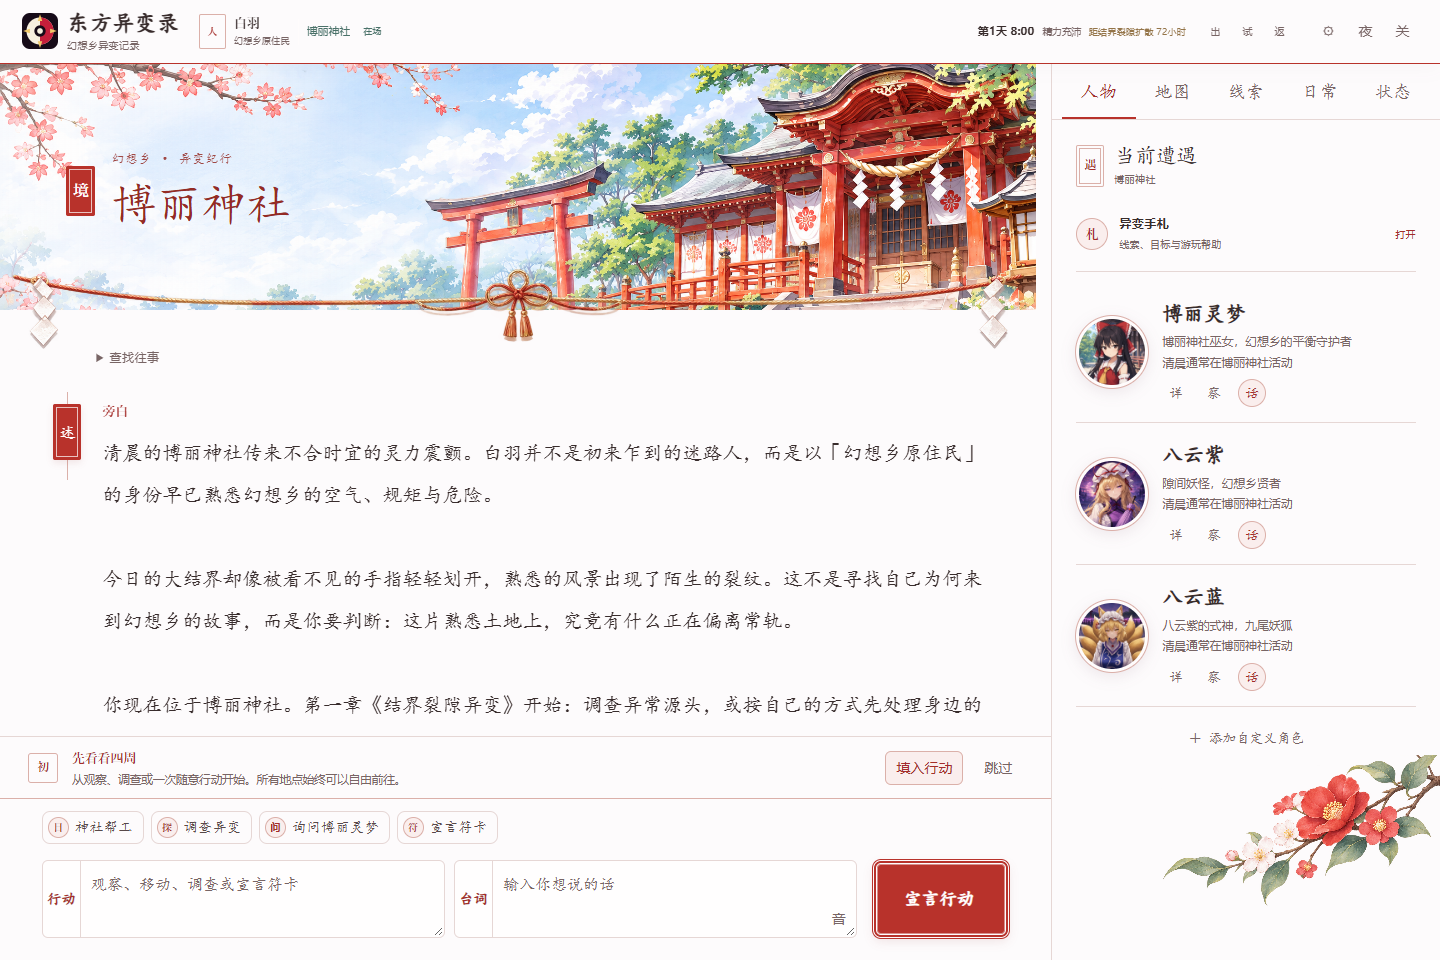 东方异变录
幻想乡异变记录
人
白羽
幻想乡原住民
博丽神社
在场
第1天 8:00
精力充沛
距结界裂隙扩散 72小时
出
试
返
夜
关
境
幻想乡 • 异变纪行
博丽神社
▶ 查找往事
述
旁白
清晨的博丽神社传来不合时宜的灵力震颤。白羽并不是初来乍到的迷路人，而是以「幻想乡原住民」
的身份早已熟悉幻想乡的空气、规矩与危险。
今日的大结界却像被看不见的手指轻轻划开，熟悉的风景出现了陌生的裂纹。这不是寻找自己为何来
到幻想乡的故事，而是你要判断：这片熟悉土地上，究竟有什么正在偏离常轨。
你现在位于博丽神社。第一章《结界裂隙异变》开始：调查异常源头，或按自己的方式先处理身边的
初
先看看四周
从观察、调查或一次随意行动开始。所有地点始终可以自由前往。
填入行动
跳过
日 神社帮工
探 调查异变
问 询问博丽灵梦
符 宣言符卡
行动
观察、移动、调查或宣言符卡
台词
输入你想说的话
音
宣言行动
人物
地图
线索
日常
状态
遇
当前遭遇
博丽神社
札
异变手札
线索、目标与游玩帮助
打开
博丽灵梦
博丽神社巫女，幻想乡的平衡守护者
清晨通常在博丽神社活动
详 察 话
八云紫
隙间妖怪，幻想乡贤者
清晨通常在博丽神社活动
详 察 话
八云蓝
八云紫的式神，九尾妖狐
清晨通常在博丽神社活动
详 察 话
＋ 添加自定义角色